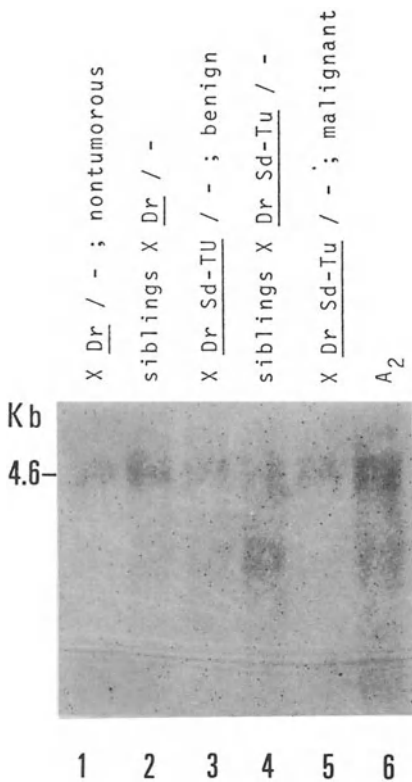 X Dr / - ; nontumorous
siblings X Dr / -
X Dr Sd-TU / - ; benign
siblings X Dr Sd-Tu / -
X Dr Sd-Tu / - ; malignant
A2
Kb
4.6-
1 2 3 4 5 6